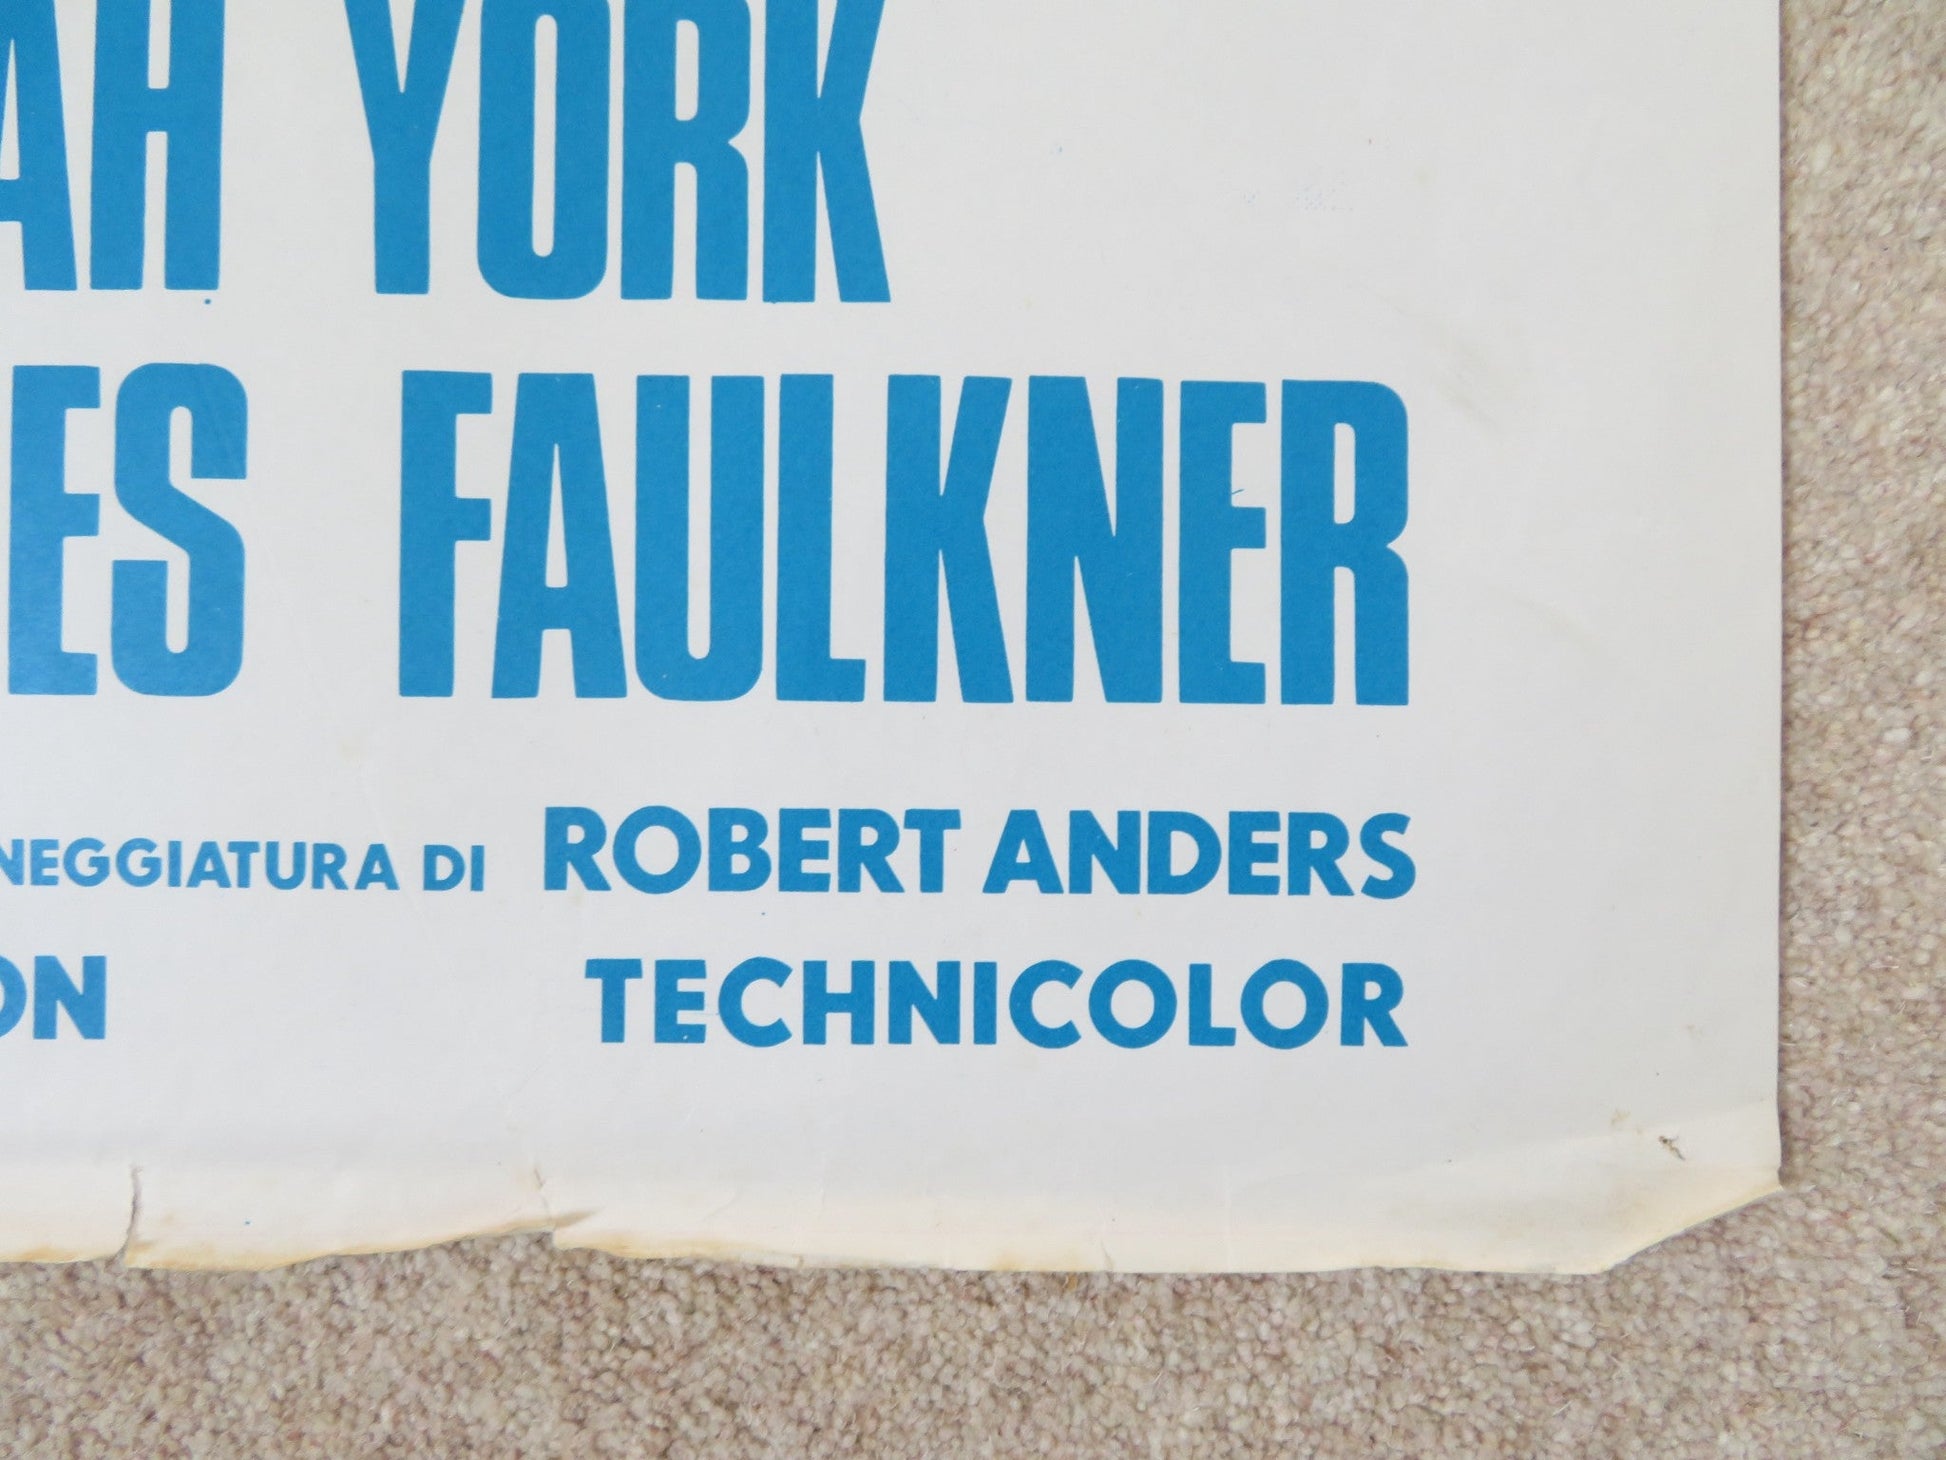 AH YORK
ES FAULKNER
NEGGIATURA DI ROBERT ANDERS
ON TECHNICOLOR